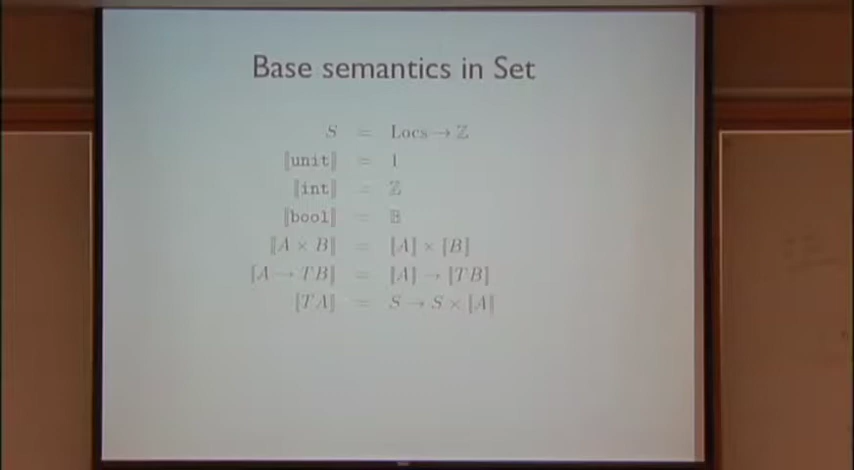 Base semantics in Set
S = Locs → ℤ
⟦unit⟧ = 1
⟦int⟧ = ℤ
⟦bool⟧ = 𝔹
⟦A × B⟧ = ⟦A⟧ × ⟦B⟧
⟦A → TB⟧ = ⟦A⟧ → ⟦TB⟧
⟦TA⟧ = S → S × ⟦A⟧